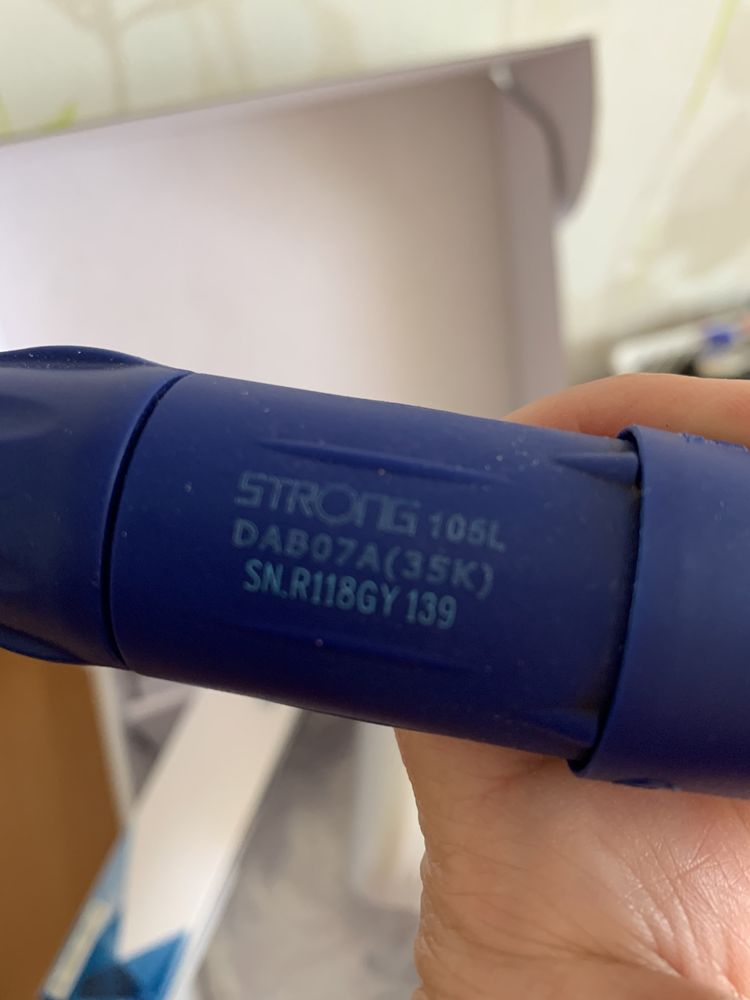 STRONG 105L
DAB07A(35K)
SN.R118GY 139